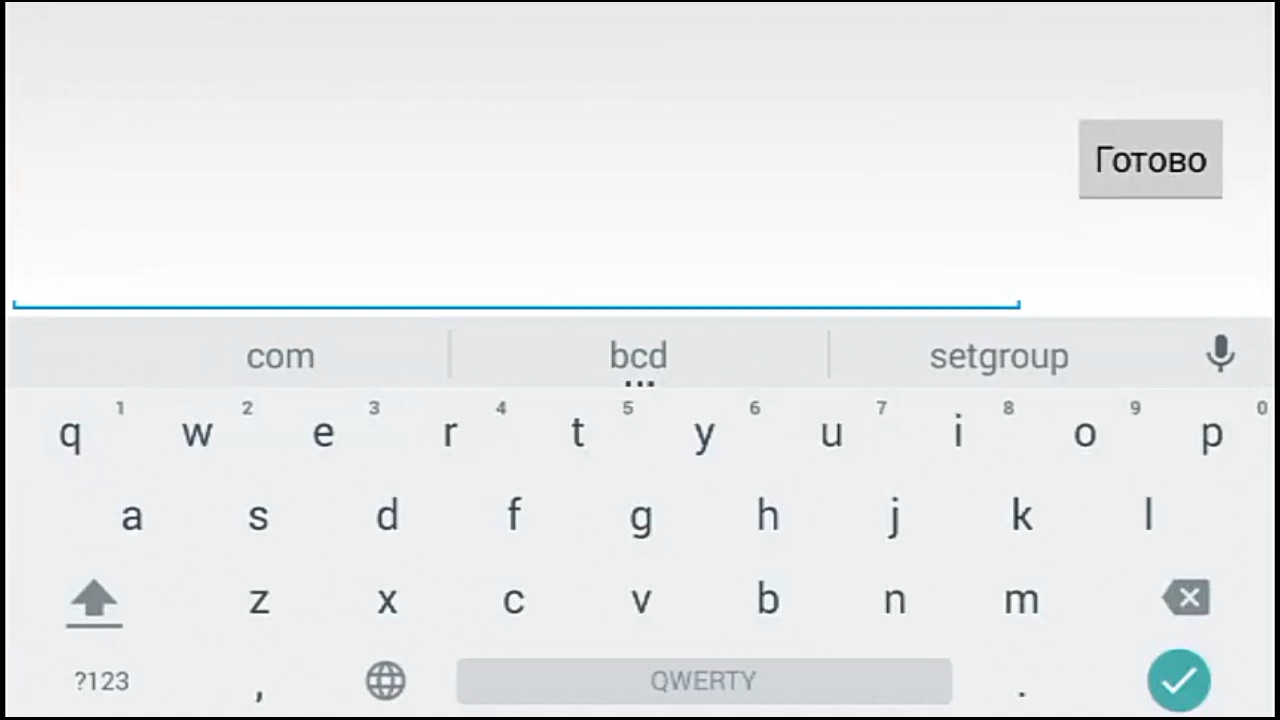 Готово
com bcd setgroup
1 2 3 4 5 6 7 8 9 0
q w e r t y u i o p
a s d f g h j k l
z x c v b n m
?123 , QWERTY .